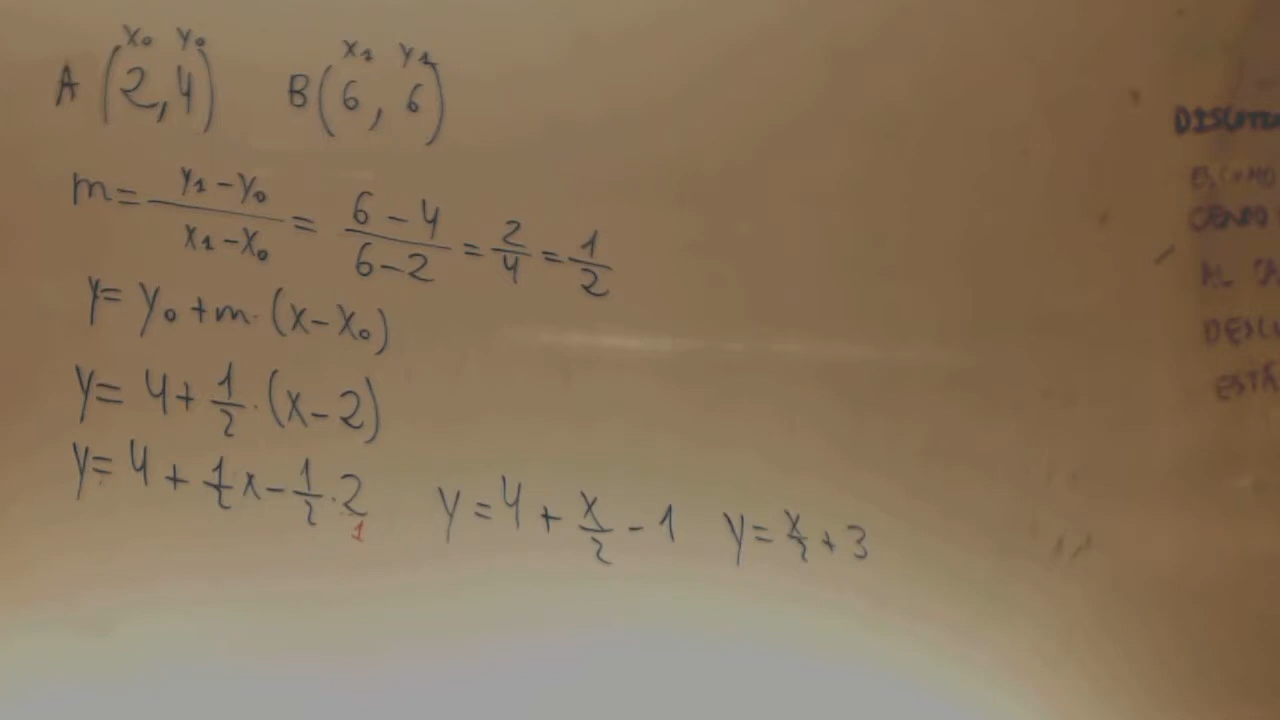 x₀ y₀
A (2,4)
x₁ y₁
B (6, 6)
m = (y₁ - y₀)/(x₁ - x₀) = (6 - 4)/(6 - 2) = 2/4 = 1/2
y = y₀ + m · (x - x₀)
y = 4 + 1/2 · (x - 2)
y = 4 + 1/2 x - 1/2 · 2
1
y = 4 + x/2 - 1
y = x/2 + 3